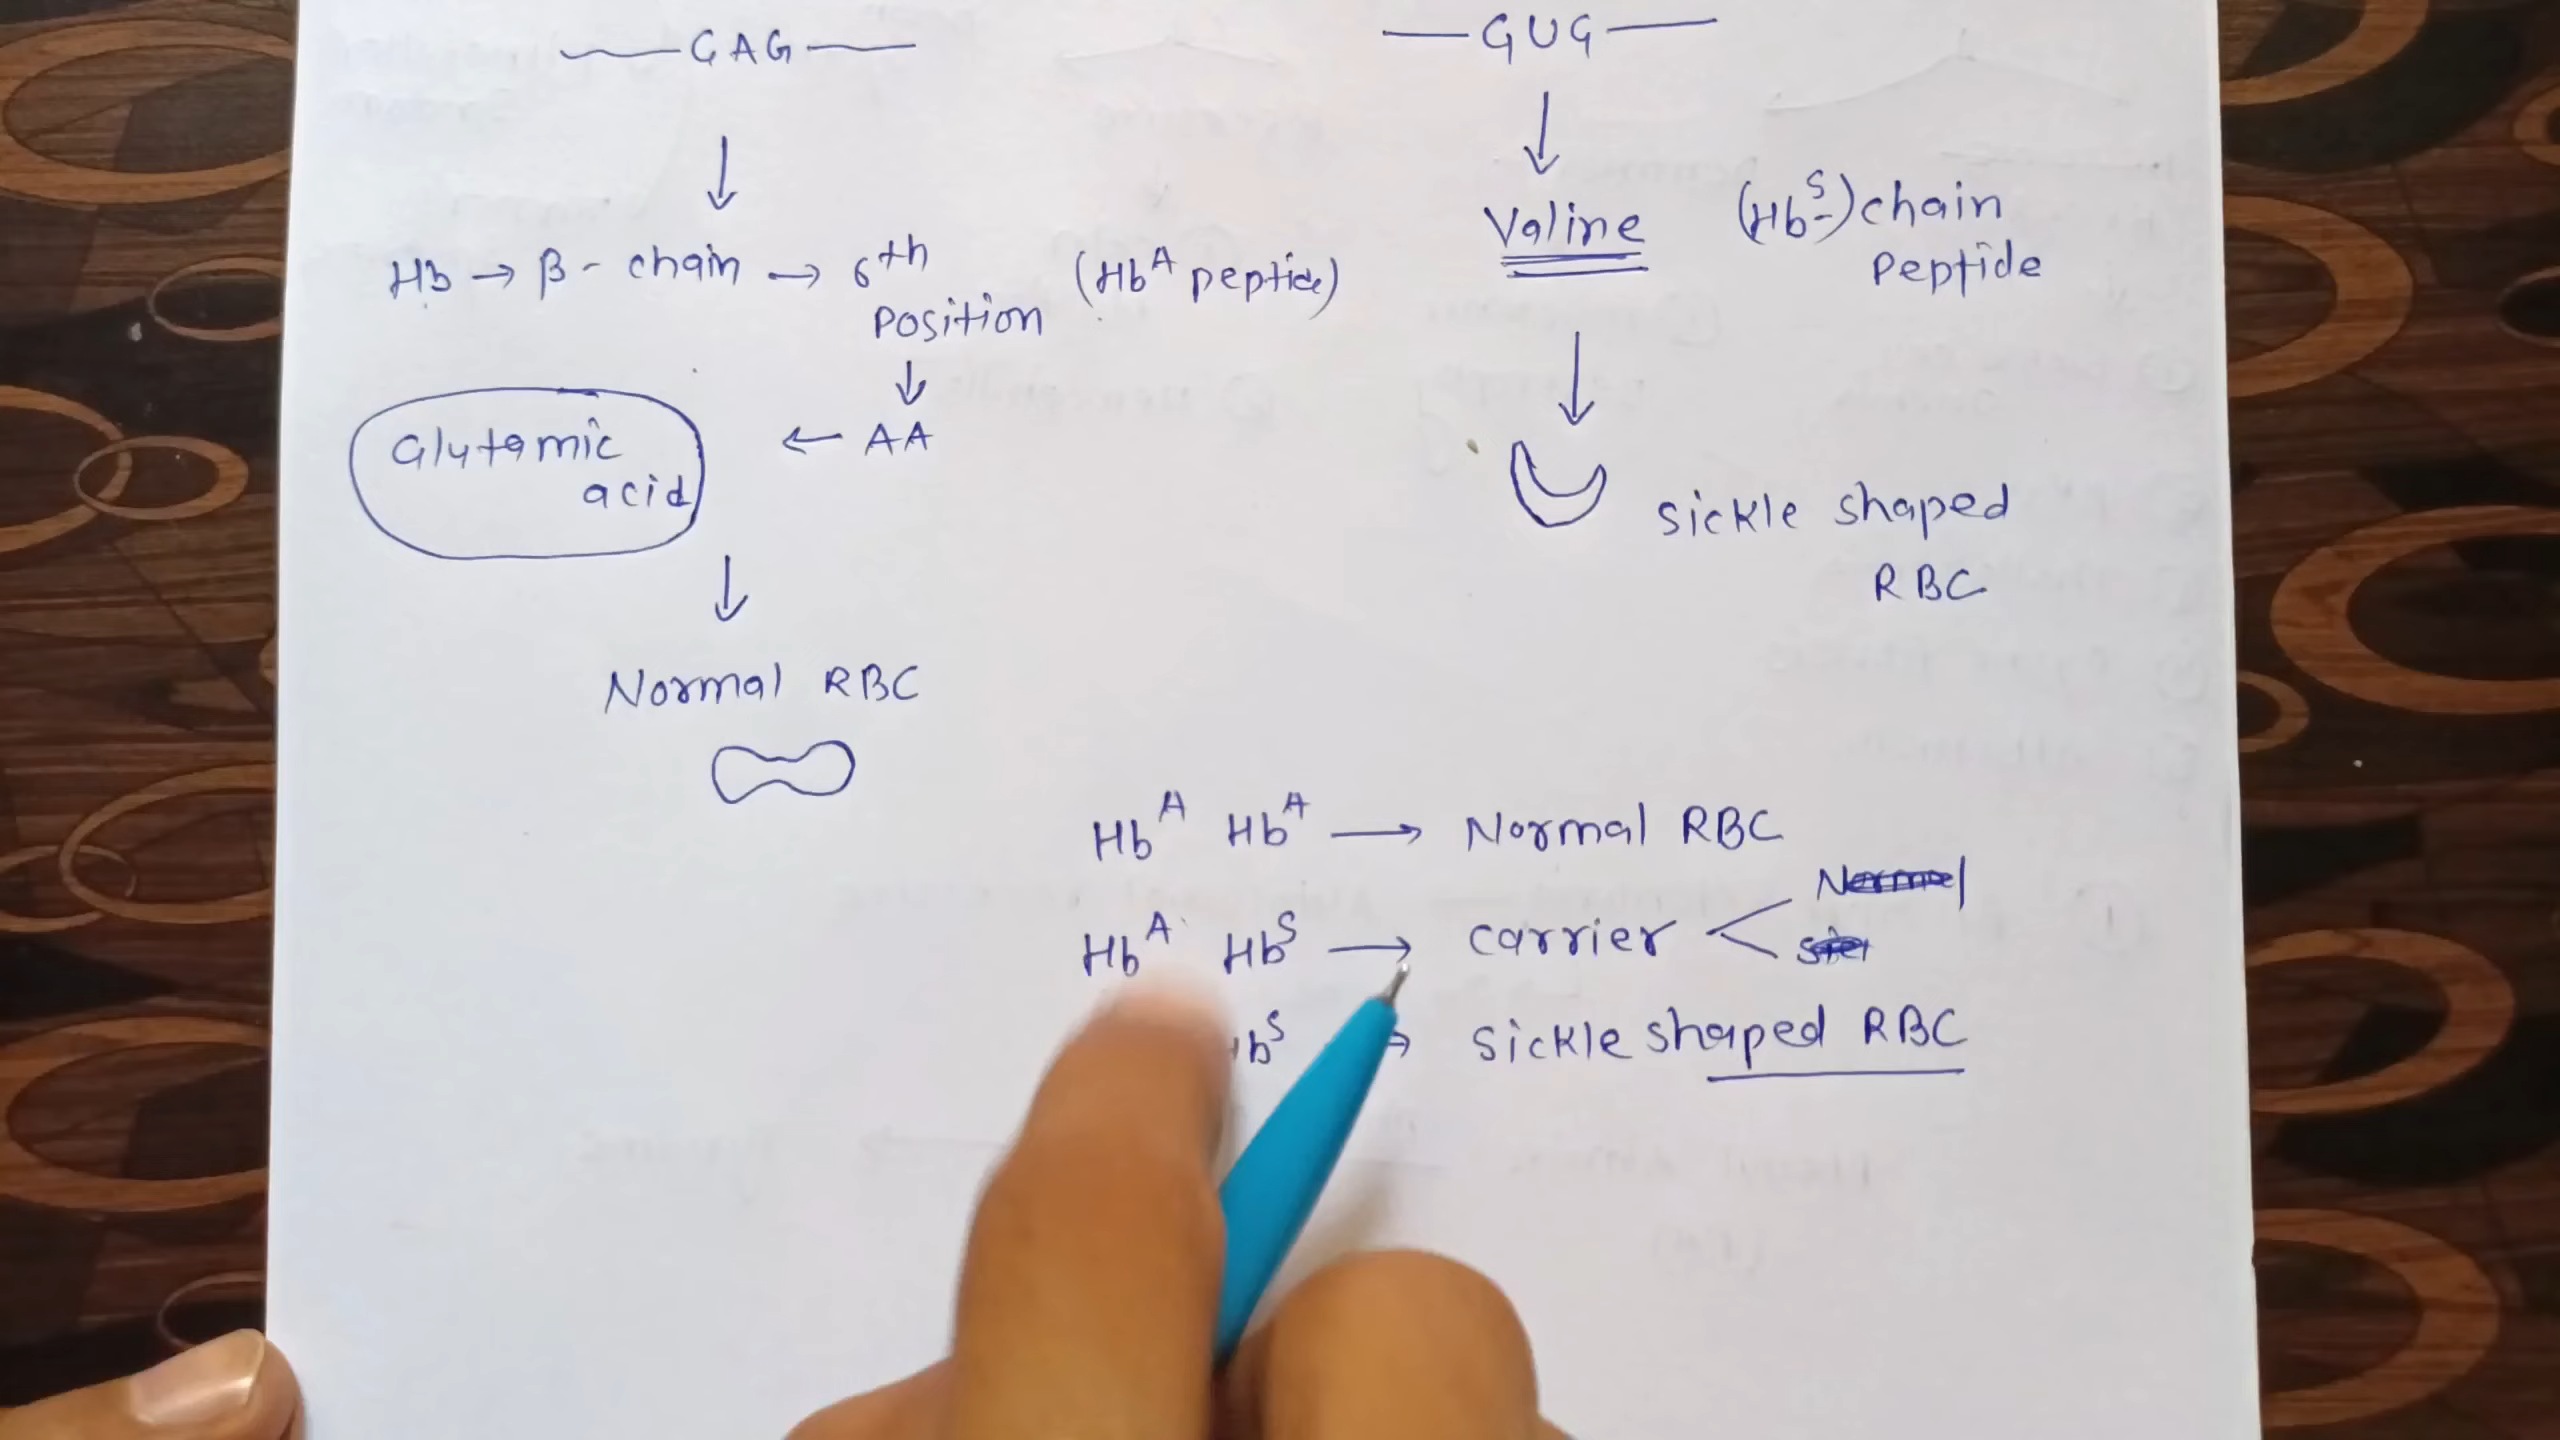 GAG
Hb → β - chain → 6th position (HbA peptide)
↓
← AA
Glutamic
acid
Normal RBC
GUG
Valine (HbS) chain
peptide
sickle shaped
RBC
HbA HbA → Normal RBC
HbA HbS → carrier < Normal
bS → sickle shaped RBC